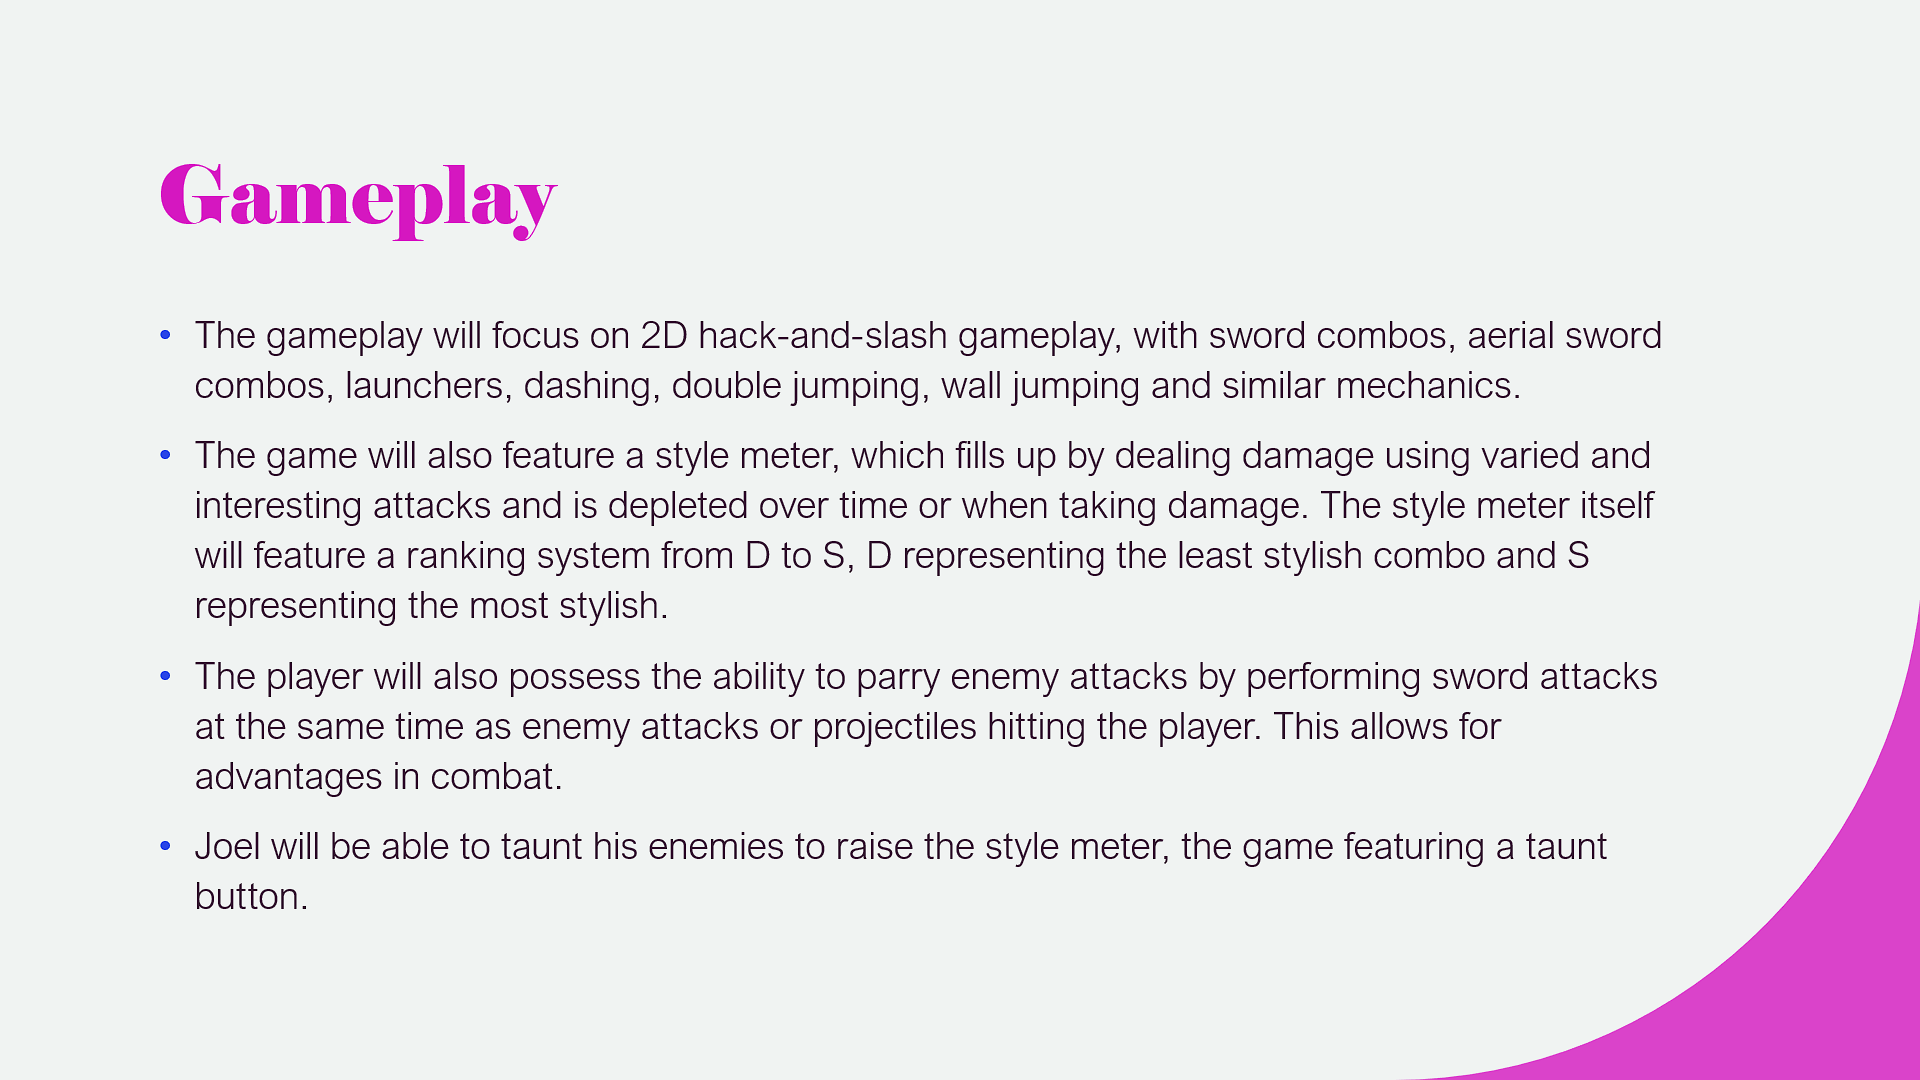 Gameplay
• The gameplay will focus on 2D hack-and-slash gameplay, with sword combos, aerial sword
combos, launchers, dashing, double jumping, wall jumping and similar mechanics.
• The game will also feature a style meter, which fills up by dealing damage using varied and
interesting attacks and is depleted over time or when taking damage. The style meter itself
will feature a ranking system from D to S, D representing the least stylish combo and S
representing the most stylish.
• The player will also possess the ability to parry enemy attacks by performing sword attacks
at the same time as enemy attacks or projectiles hitting the player. This allows for
advantages in combat.
• Joel will be able to taunt his enemies to raise the style meter, the game featuring a taunt
button.